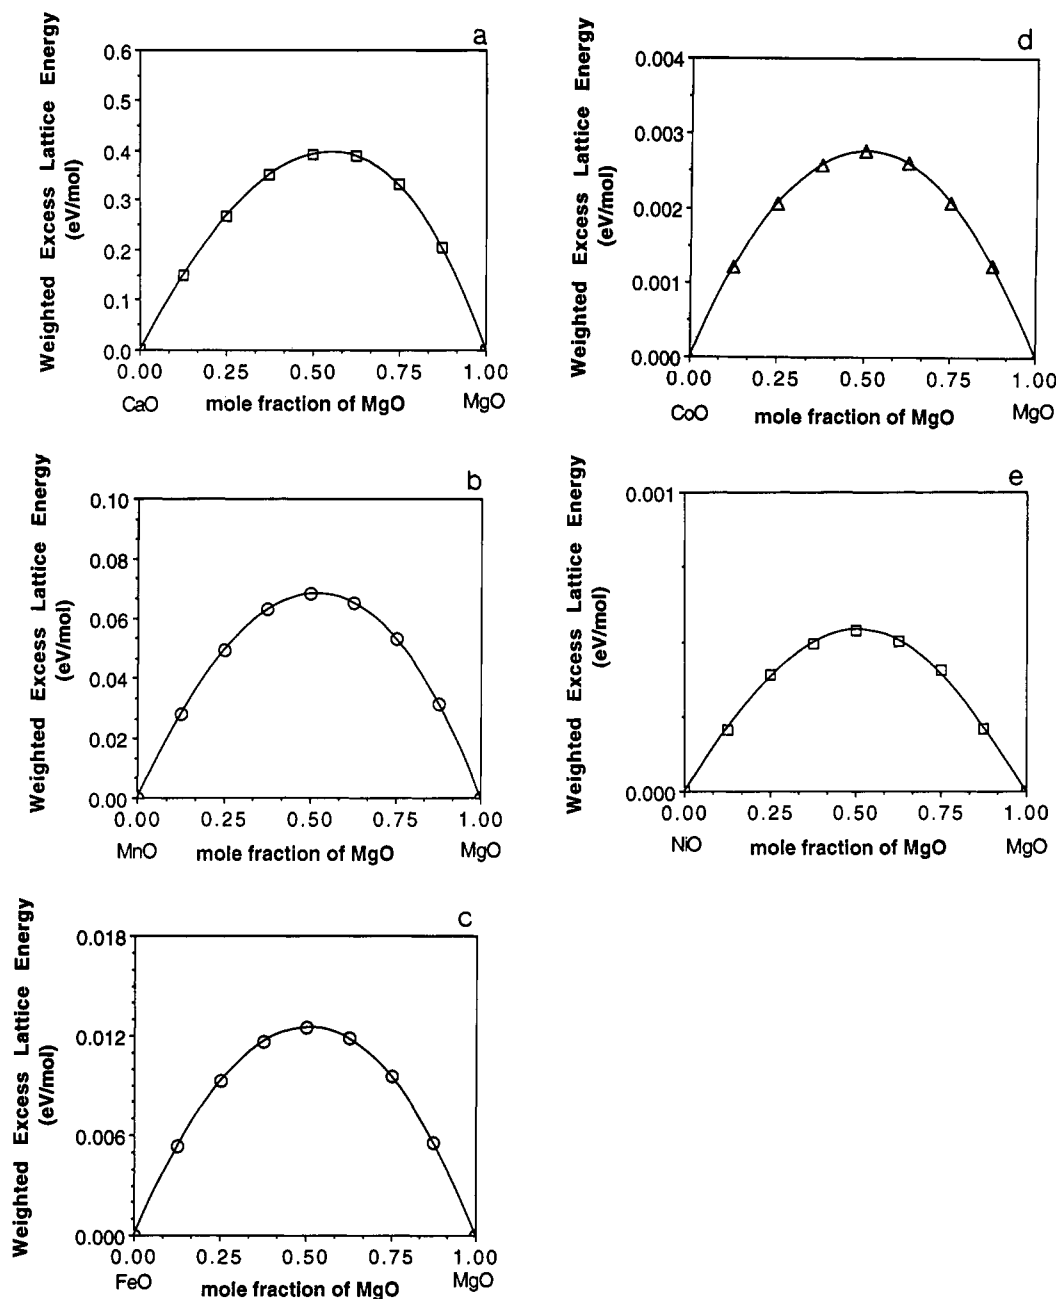 a
Weighted Excess Lattice Energy
(eV/mol)
0.6
0.5
0.4
0.3
0.2
0.1
0.0
0.00 0.25 0.50 0.75 1.00
CaO mole fraction of MgO MgO
b
Weighted Excess Lattice Energy
(eV/mol)
0.10
0.08
0.06
0.04
0.02
0.00
0.00 0.25 0.50 0.75 1.00
MnO mole fraction of MgO MgO
c
Weighted Excess Lattice Energy
(eV/mol)
0.018
0.012
0.006
0.000
0.00 0.25 0.50 0.75 1.00
FeO mole fraction of MgO MgO
d
Weighted Excess Lattice Energy
(eV/mol)
0.004
0.003
0.002
0.001
0.000
0.00 0.25 0.50 0.75 1.00
CoO mole fraction of MgO MgO
e
Weighted Excess Lattice Energy
(eV/mol)
0.001
0.000
0.00 0.25 0.50 0.75 1.00
NiO mole fraction of MgO MgO